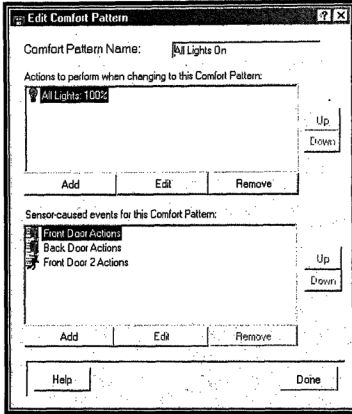 Edit Comfort Pattern
Comfort Pattern Name: All Lights On
Actions to perform when changing to this Comfort Pattern:
All Lights: 100%
Up
Down
Add Edit Remove
Sensor-caused events for this Comfort Pattern:
Front Door Actions
Back Door Actions
Front Door 2 Actions
Up
Down
Add Edit Remove
Help Done